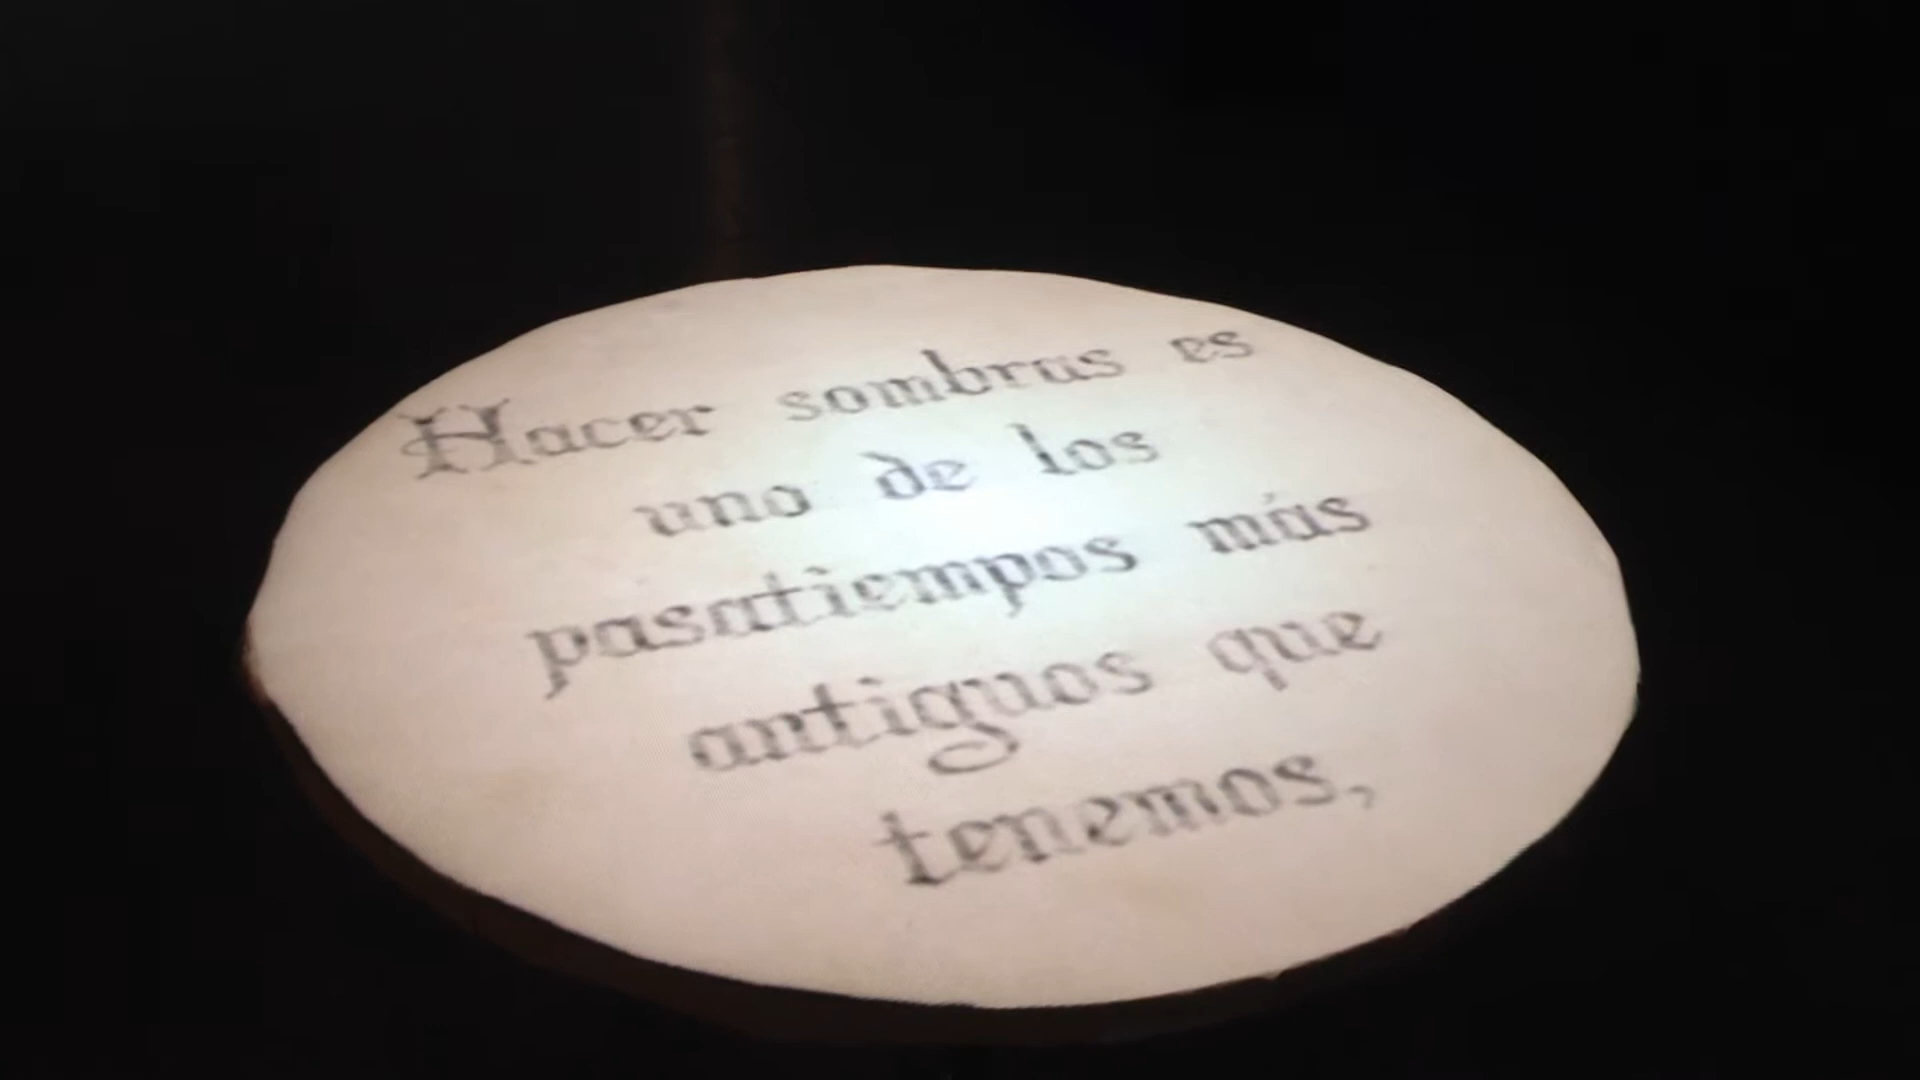 Hacer sombras es
uno de los
pasatiempos más
antiguos que
tenemos,